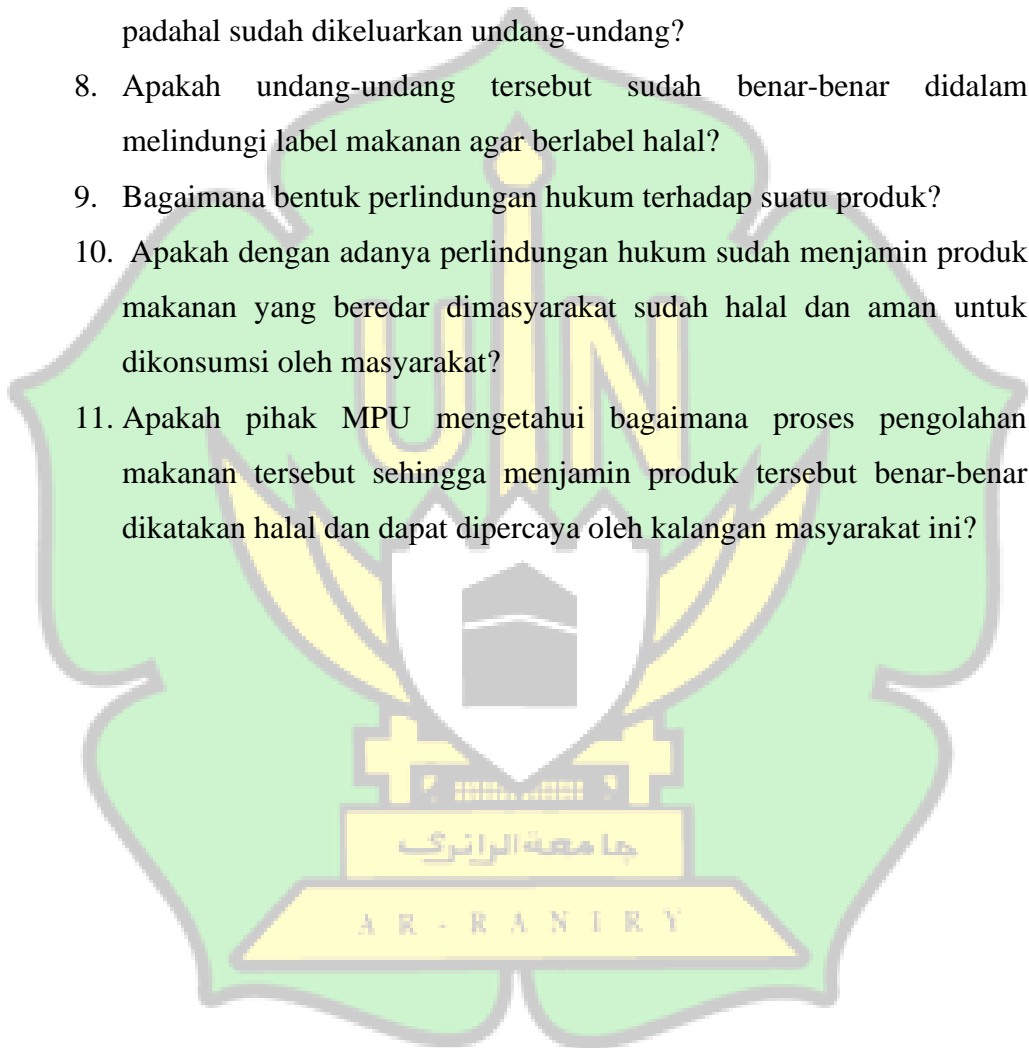 padahal sudah dikeluarkan undang-undang?
8. Apakah undang-undang tersebut sudah benar-benar didalam
melindungi label makanan agar berlabel halal?
9. Bagaimana bentuk perlindungan hukum terhadap suatu produk?
10. Apakah dengan adanya perlindungan hukum sudah menjamin produk
makanan yang beredar dimasyarakat sudah halal dan aman untuk
dikonsumsi oleh masyarakat?
11. Apakah pihak MPU mengetahui bagaimana proses pengolahan
makanan tersebut sehingga menjamin produk tersebut benar-benar
dikatakan halal dan dapat dipercaya oleh kalangan masyarakat ini?
UIN
جامعة الرانري
AR-RANIRY